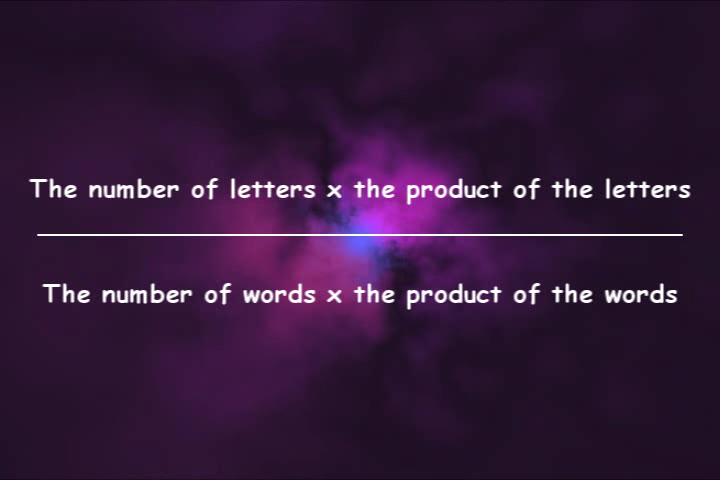 The number of letters x the product of the letters
The number of words x the product of the words